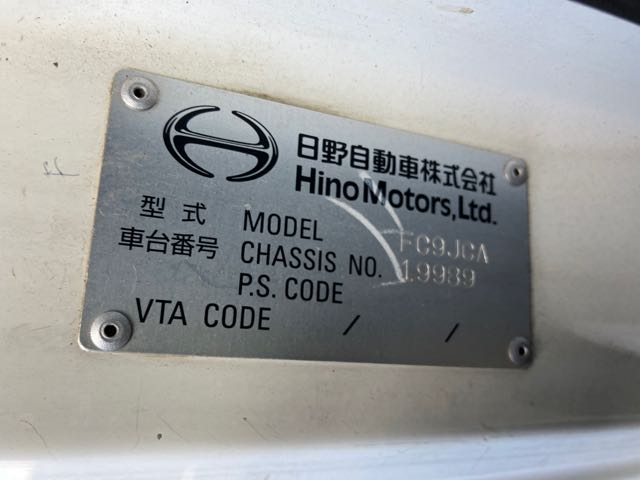 日野自動車株式会社
Hino Motors, Ltd.
型式 MODEL FC9JCA
車台番号 CHASSIS NO. 19989
P.S. CODE
VTA CODE / /